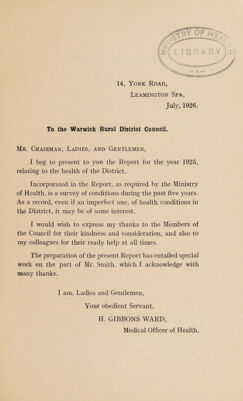 MINISTRY OF HEALTH
LIBRARY
14, YORK ROAD,
LEAMINGTON SPA,
July, 1926.
To the Warwick Rural District Council.
MR. CHAIRMAN, LADIES, AND GENTLEMEN,
I beg to present to you the Report for the year 1925,
relating to the health of the District.
Incorporated in the Report, as required by the Ministry
of Health, is a survey of conditions during the past five years.
As a record, even if an imperfect one, of health conditions in
the District, it may be of some interest.
I would wish to express my thanks to the Members of
the Council for their kindness and consideration, and also to
my colleagues for their ready help at all times.
The preparation of the present Report has entailed special
work on the part of Mr. Smith, which I acknowledge with
many thanks.
I am, Ladies and Gentlemen,
Your obedient Servant,
H. GIBBONS WARD,
Medical Officer of Health.